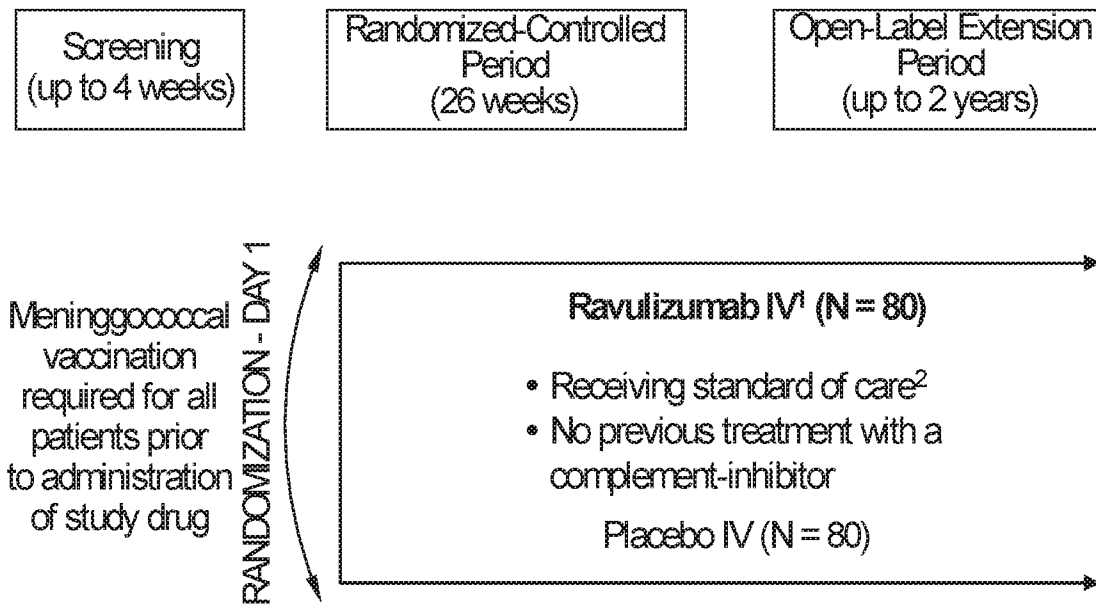 Screening
(up to 4 weeks)
Randomized-Controlled
Period
(26 weeks)
Open-Label Extension
Period
(up to 2 years)
Meninggococcal
vaccination
required for all
patients prior
to administration
of study drug
RANDOMIZATION - DAY 1
Ravulizumab IV¹ (N = 80)
• Receiving standard of care²
• No previous treatment with a
complement-inhibitor
Placebo IV (N = 80)